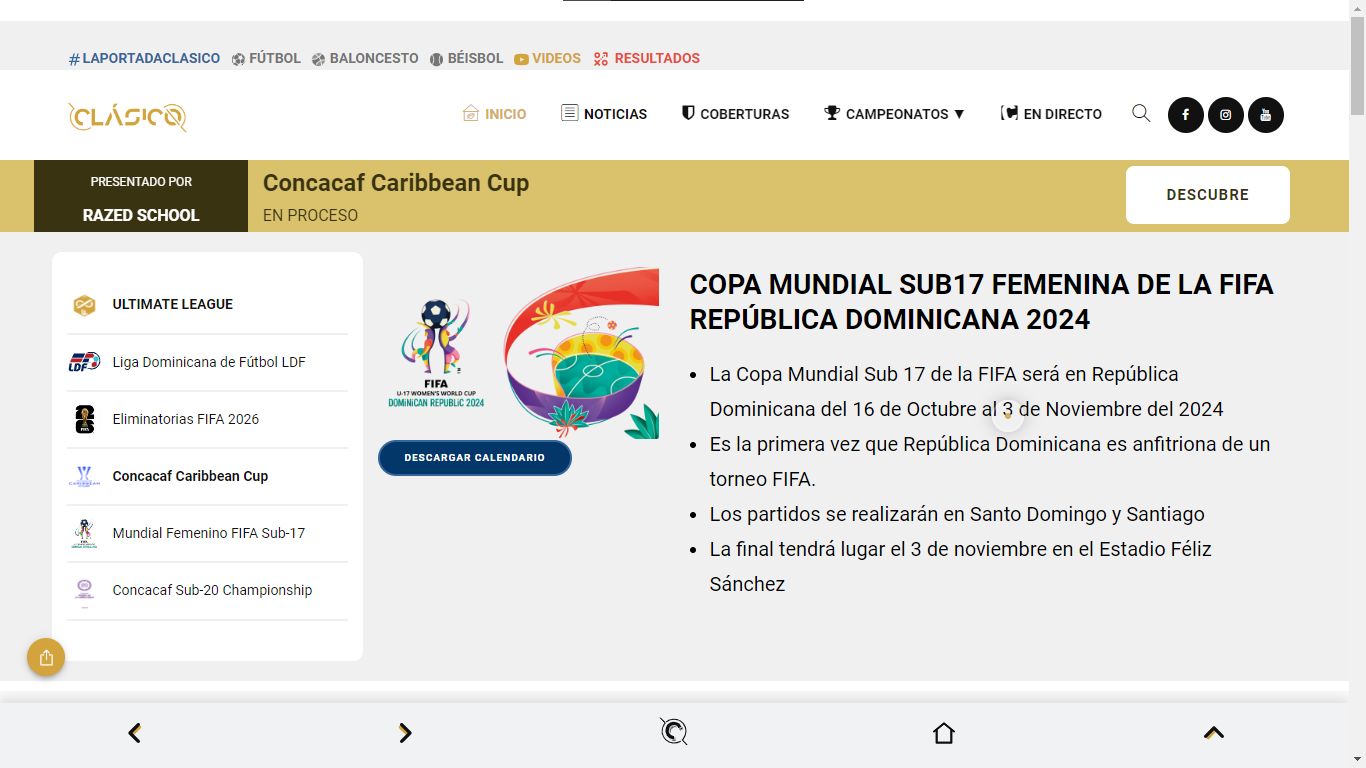 #LAPORTADACLASICO FÚTBOL BALONCESTO BÉISBOL VIDEOS RESULTADOS
CLÁSICO
INICIO NOTICIAS COBERTURAS CAMPEONATOS ▼ EN DIRECTO
PRESENTADO POR
RAZED SCHOOL
Concacaf Caribbean Cup
EN PROCESO
DESCUBRE
ULTIMATE LEAGUE
LDF
Liga Dominicana de Fútbol LDF
Eliminatorias FIFA 2026
Concacaf Caribbean Cup
Mundial Femenino FIFA Sub-17
Concacaf Sub-20 Championship
FIFA
U-17 WOMEN'S WORLD CUP
DOMINICAN REPUBLIC 2024
DESCARGAR CALENDARIO
COPA MUNDIAL SUB17 FEMENINA DE LA FIFA
REPÚBLICA DOMINICANA 2024
• La Copa Mundial Sub 17 de la FIFA será en República
Dominicana del 16 de Octubre al 3 de Noviembre del 2024
• Es la primera vez que República Dominicana es anfitriona de un
torneo FIFA.
• Los partidos se realizarán en Santo Domingo y Santiago
• La final tendrá lugar el 3 de noviembre en el Estadio Féliz
Sánchez